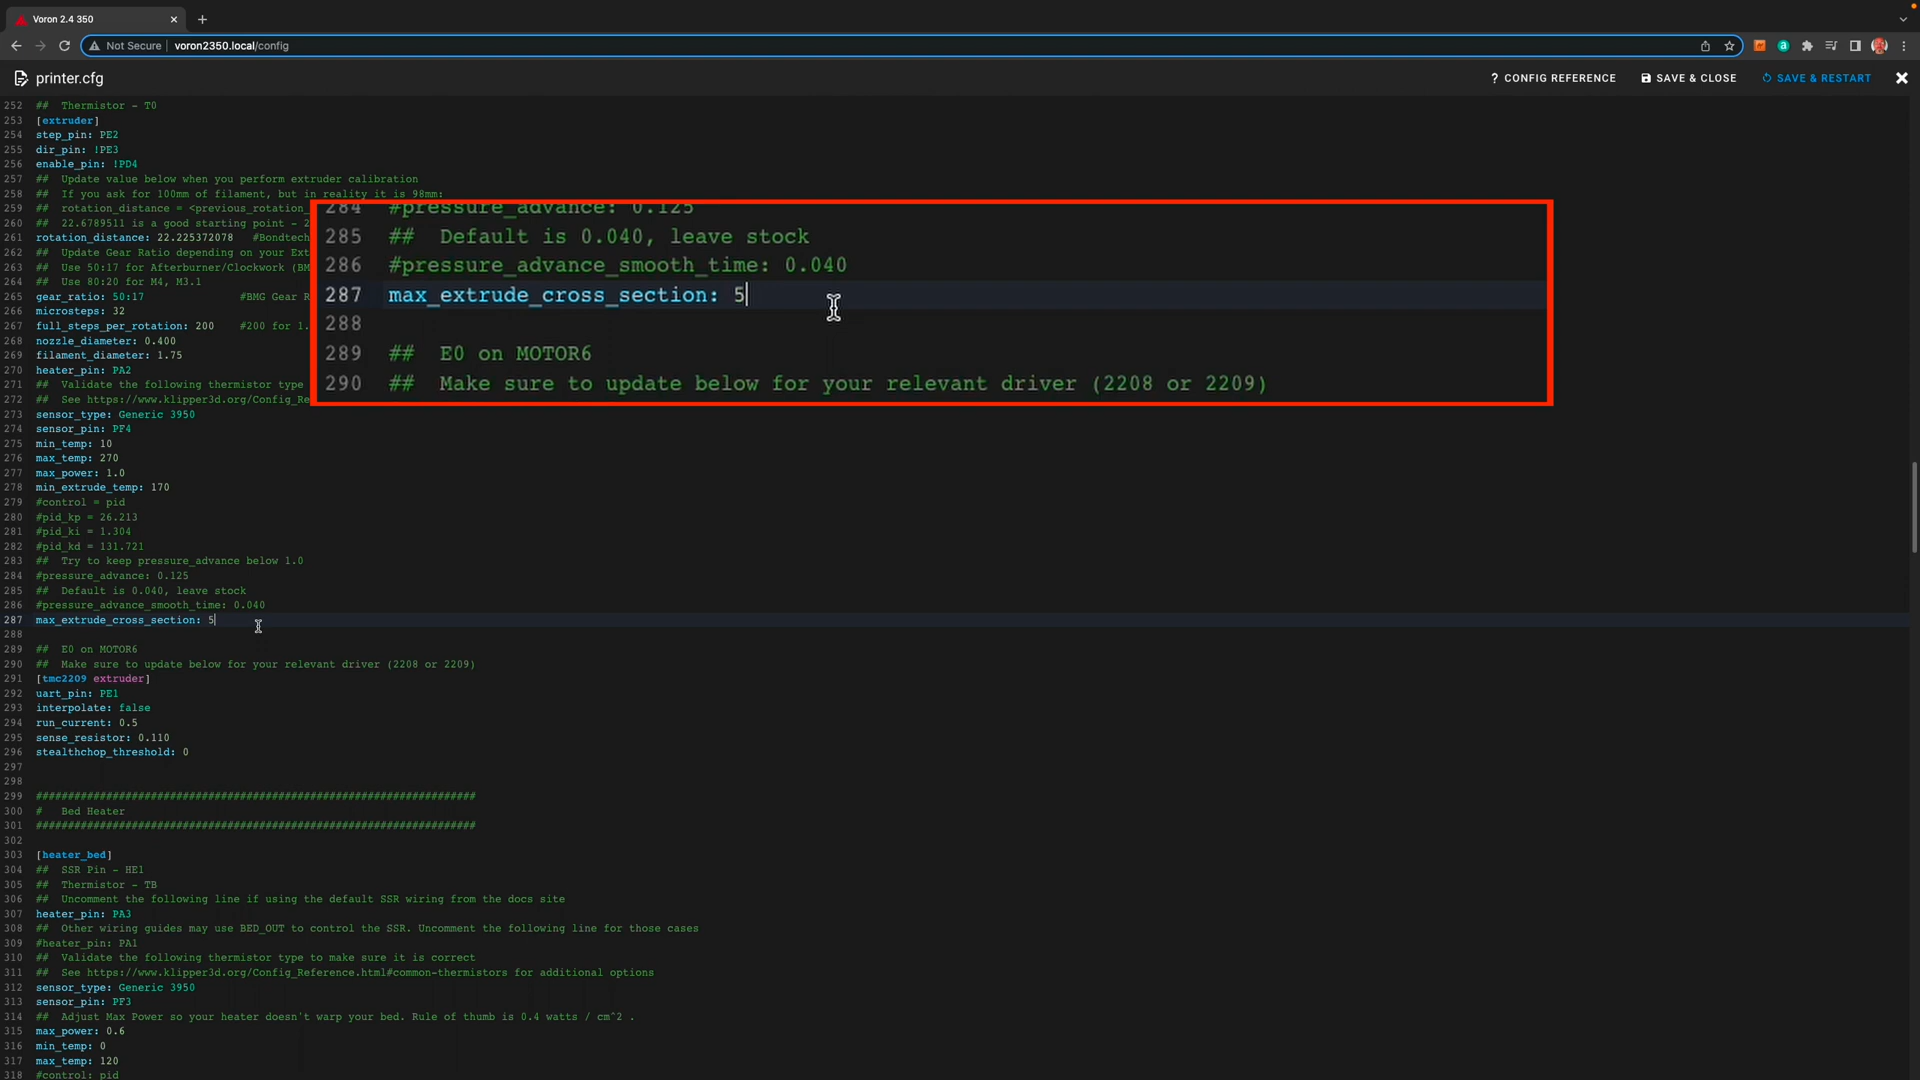 Voron 2.4 350
Not Secure | voron2350.local/config
printer.cfg
? CONFIG REFERENCE
SAVE & CLOSE
SAVE & RESTART
252 ## Thermistor - T0
253 [extruder]
254 step_pin: PE2
255 dir_pin: !PE3
256 enable_pin: !PD4
257 ## Update value below when you perform extruder calibration
258 ## If you ask for 100mm of filament, but in reality it is 98mm:
259 ## rotation_distance = <previous_rotation_
260 ## 22.6789511 is a good starting point - 2
261 rotation_distance: 22.225372078 #Bondtech
262 ## Update Gear Ratio depending on your Ext
263 ## Use 50:17 for Afterburner/Clockwork (BM
264 ## Use 80:20 for M4, M3.1
265 gear_ratio: 50:17 #BMG Gear R
266 microsteps: 32
267 full_steps_per_rotation: 200 #200 for 1.
268 nozzle_diameter: 0.400
269 filament_diameter: 1.75
270 heater_pin: PA2
271 ## Validate the following thermistor type
272 ## See https://www.klipper3d.org/Config_Re
273 sensor_type: Generic 3950
274 sensor_pin: PF4
275 min_temp: 10
276 max_temp: 270
277 max_power: 1.0
278 min_extrude_temp: 170
279 #control = pid
280 #pid_kp = 26.213
281 #pid_ki = 1.304
282 #pid_kd = 131.721
283 ## Try to keep pressure_advance below 1.0
284 #pressure_advance: 0.125
285 ## Default is 0.040, leave stock
286 #pressure_advance_smooth_time: 0.040
287 max_extrude_cross_section: 5
288
289 ## E0 on MOTOR6
290 ## Make sure to update below for your relevant driver (2208 or 2209)
291 [tmc2209 extruder]
292 uart_pin: PE1
293 interpolate: false
294 run_current: 0.5
295 sense_resistor: 0.110
296 stealthchop_threshold: 0
297
298
299 #####################################################################
300 # Bed Heater
301 #####################################################################
302
303 [heater_bed]
304 ## SSR Pin - HE1
305 ## Thermistor - TB
306 ## Uncomment the following line if using the default SSR wiring from the docs site
307 heater_pin: PA3
308 ## Other wiring guides may use BED_OUT to control the SSR. Uncomment the following line for those cases
309 #heater_pin: PA1
310 ## Validate the following thermistor type to make sure it is correct
311 ## See https://www.klipper3d.org/Config_Reference.html#common-thermistors for additional options
312 sensor_type: Generic 3950
313 sensor_pin: PF3
314 ## Adjust Max Power so your heater doesn't warp your bed. Rule of thumb is 0.4 watts / cm^2 .
315 max_power: 0.6
316 min_temp: 0
317 max_temp: 120
318 #control: pid
284 #pressure_advance: 0.125
285 ## Default is 0.040, leave stock
286 #pressure_advance_smooth_time: 0.040
287 max_extrude_cross_section: 5
288
289 ## E0 on MOTOR6
290 ## Make sure to update below for your relevant driver (2208 or 2209)